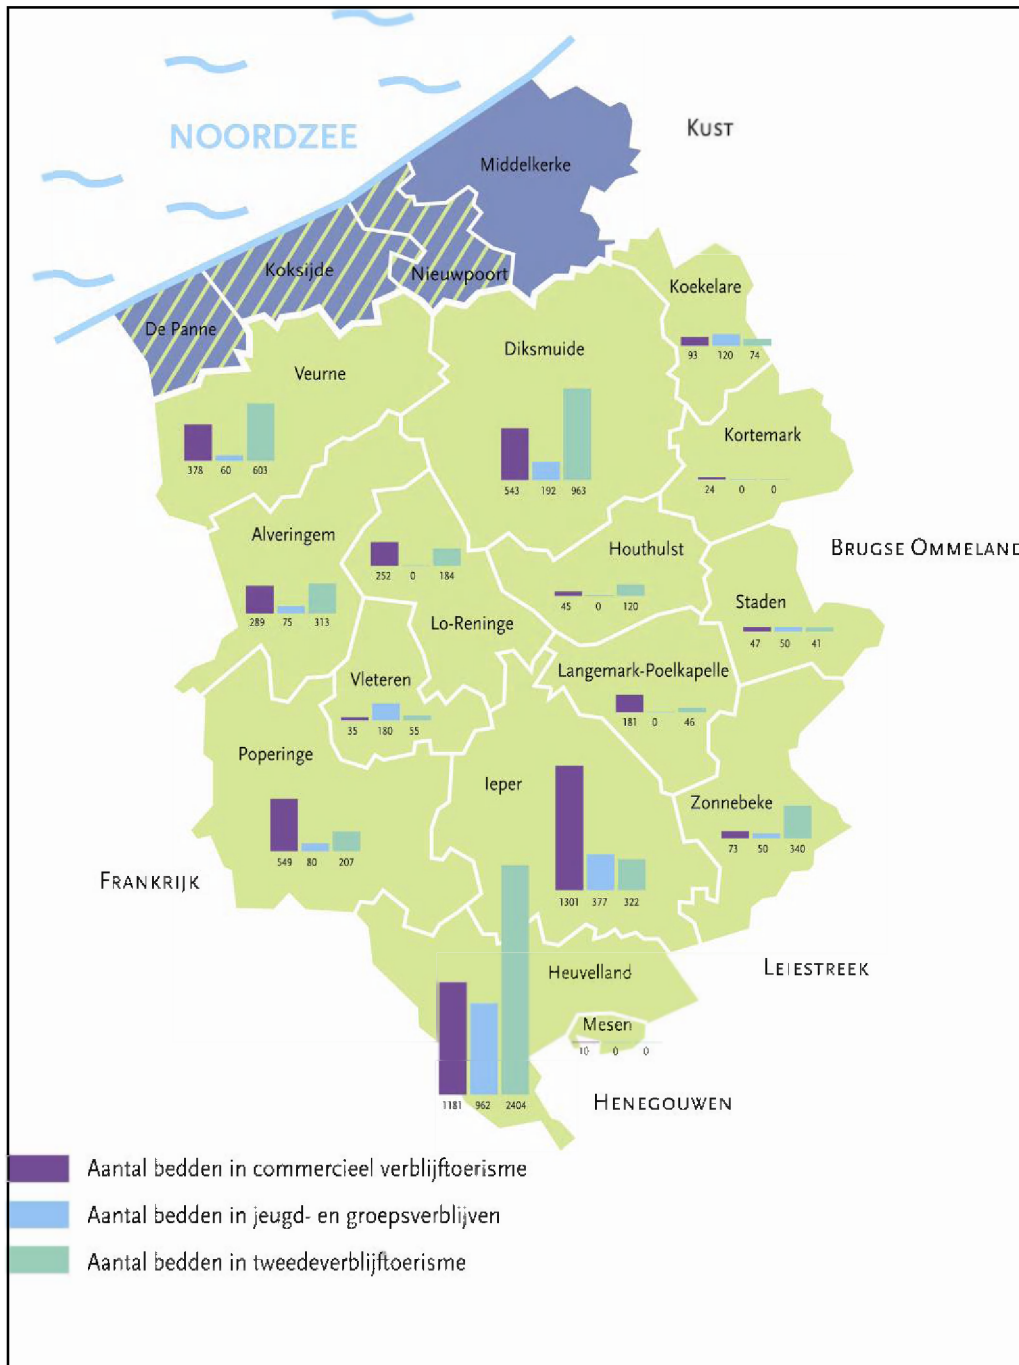 NOORDZEE
KUST
Middelkerke
Koksijde
Nieuwpoort
De Panne
Koekelare
93 120 74
Veurne
378 60 603
Diksmuide
543 192 963
Kortemark
24 0 0
Alveringem
289 75 313
252 0 184
Lo-Reninge
Houthulst
45 0 120
BRUGSE OMMELAND
Staden
47 50 41
Vleteren
35 180 55
Langemark-Poelkapelle
181 0 46
Poperinge
549 80 207
Ieper
1301 377 322
Zonnebeke
73 50 340
FRANKRIJK
LEIESTREEK
Heuvelland
1181 962 2404
Mesen
10 0 0
HENEGOUWEN
Aantal bedden in commercieel verblijftoerisme
Aantal bedden in jeugd- en groepsverblijven
Aantal bedden in tweedeverblijftoerisme